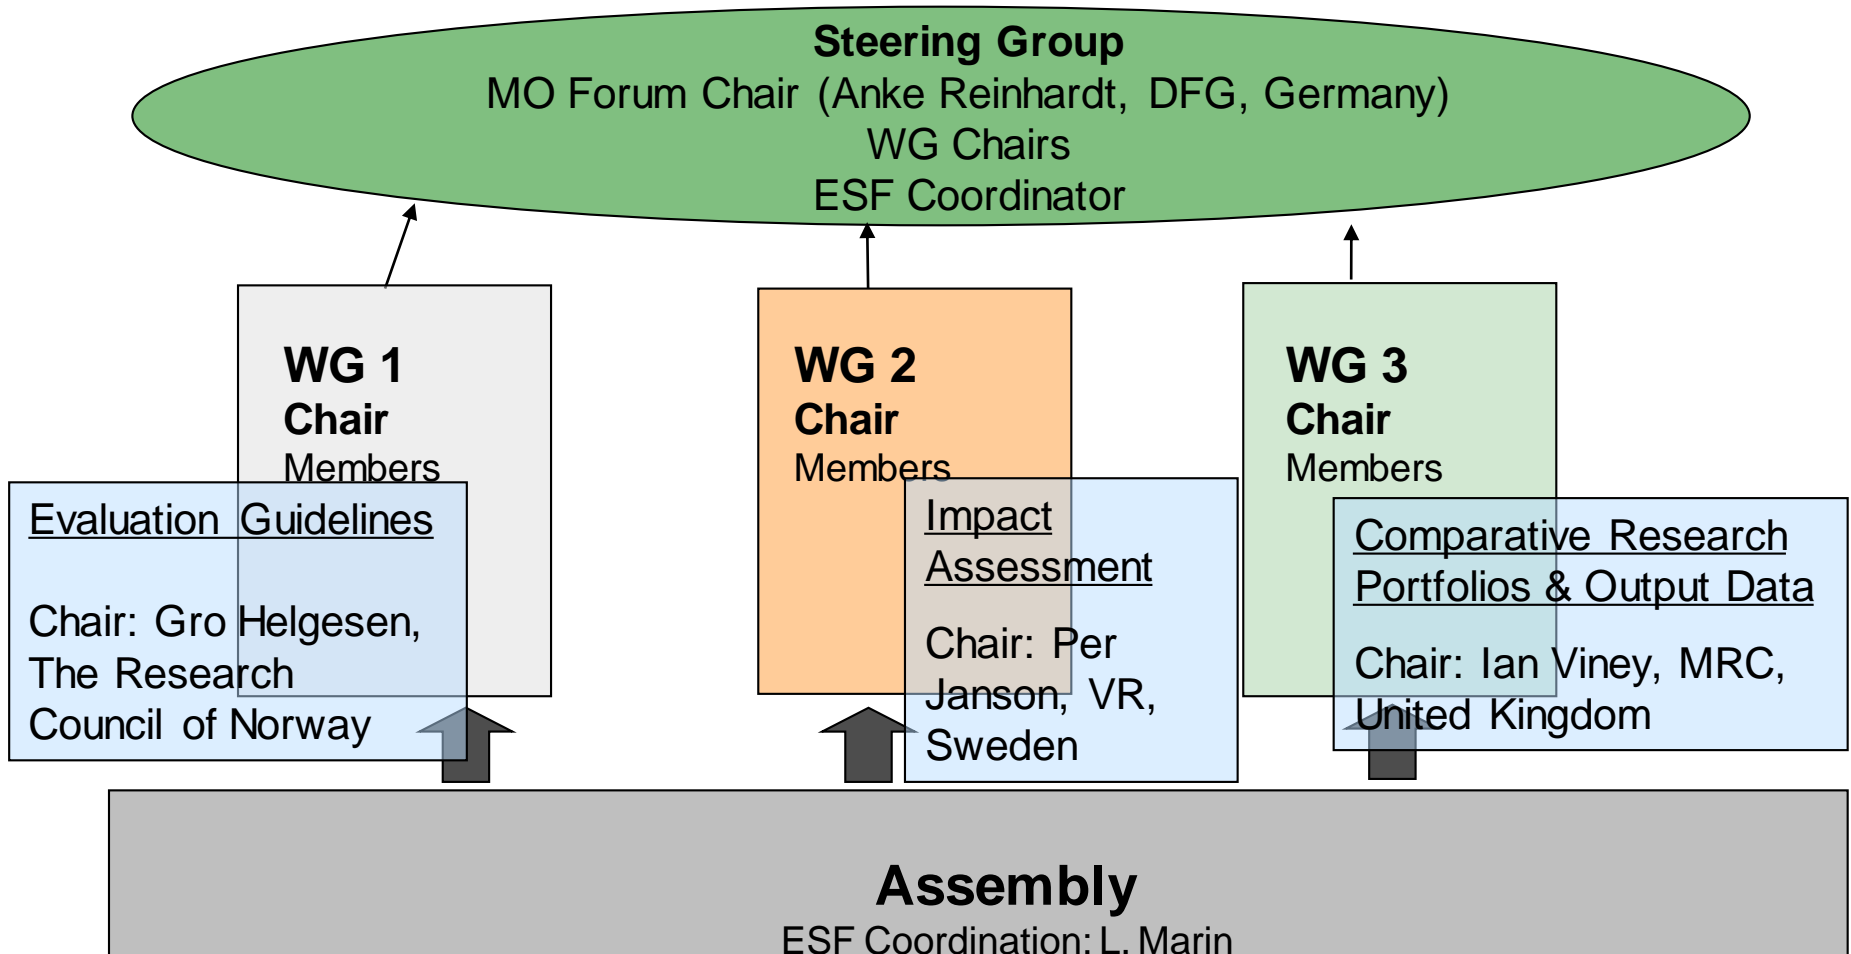 Steering Group
MO Forum Chair (Anke Reinhardt, DFG, Germany)
WG Chairs
ESF Coordinator
WG 1
Chair
Members
Evaluation Guidelines
Chair: Gro Helgesen,
The Research
Council of Norway
WG 2
Chair
Members
Impact
Assessment
Chair: Per
Janson, VR,
Sweden
WG 3
Chair
Members
Comparative Research
Portfolios & Output Data
Chair: Ian Viney, MRC,
United Kingdom
Assembly
ESF Coordination: L. Marin